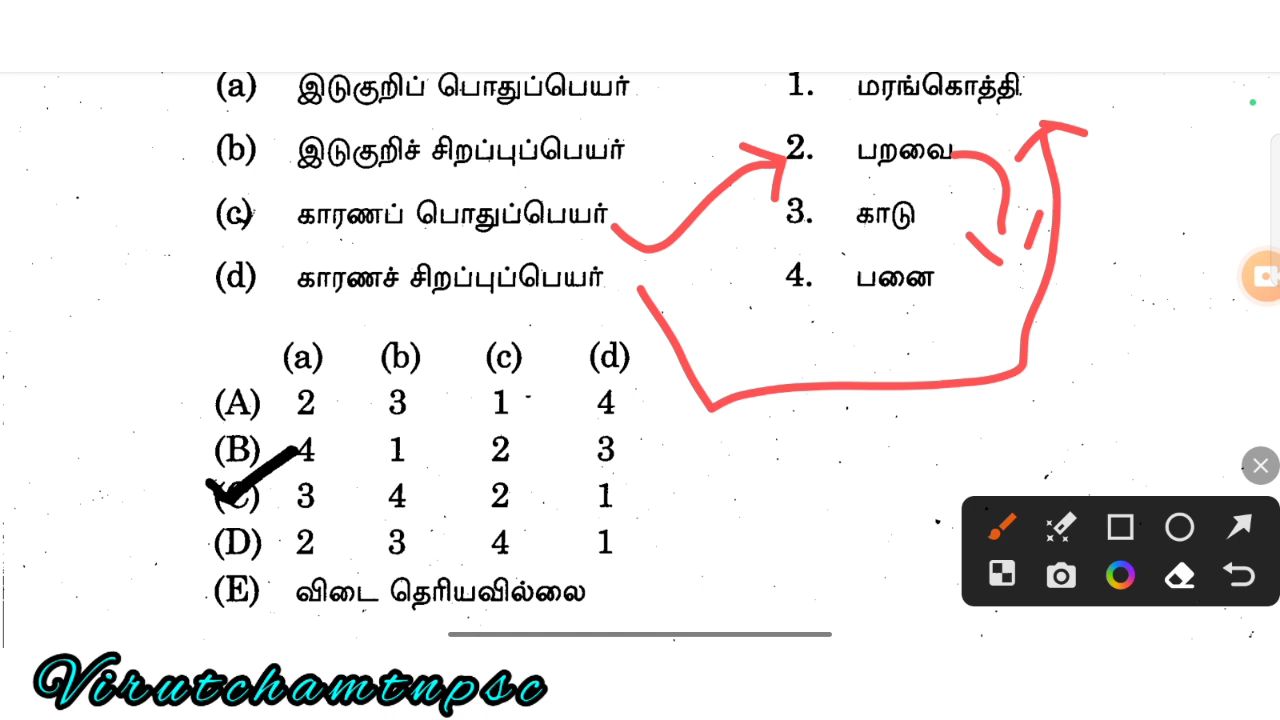 (a) இடுகுறிப் பொதுப்பெயர் 1. மரங்கொத்தி
(b) இடுகுறிச் சிறப்புப்பெயர் 2. பறவை
(c) காரணப் பொதுப்பெயர் 3. காடு
(d) காரணச் சிறப்புப்பெயர் 4. பனை
(a) (b) (c) (d)
(A) 2 3 1 4
(B) 4 1 2 3
(C) 3 4 2 1
(D) 2 3 4 1
(E) விடை தெரியவில்லை
Virutchamtnpsc